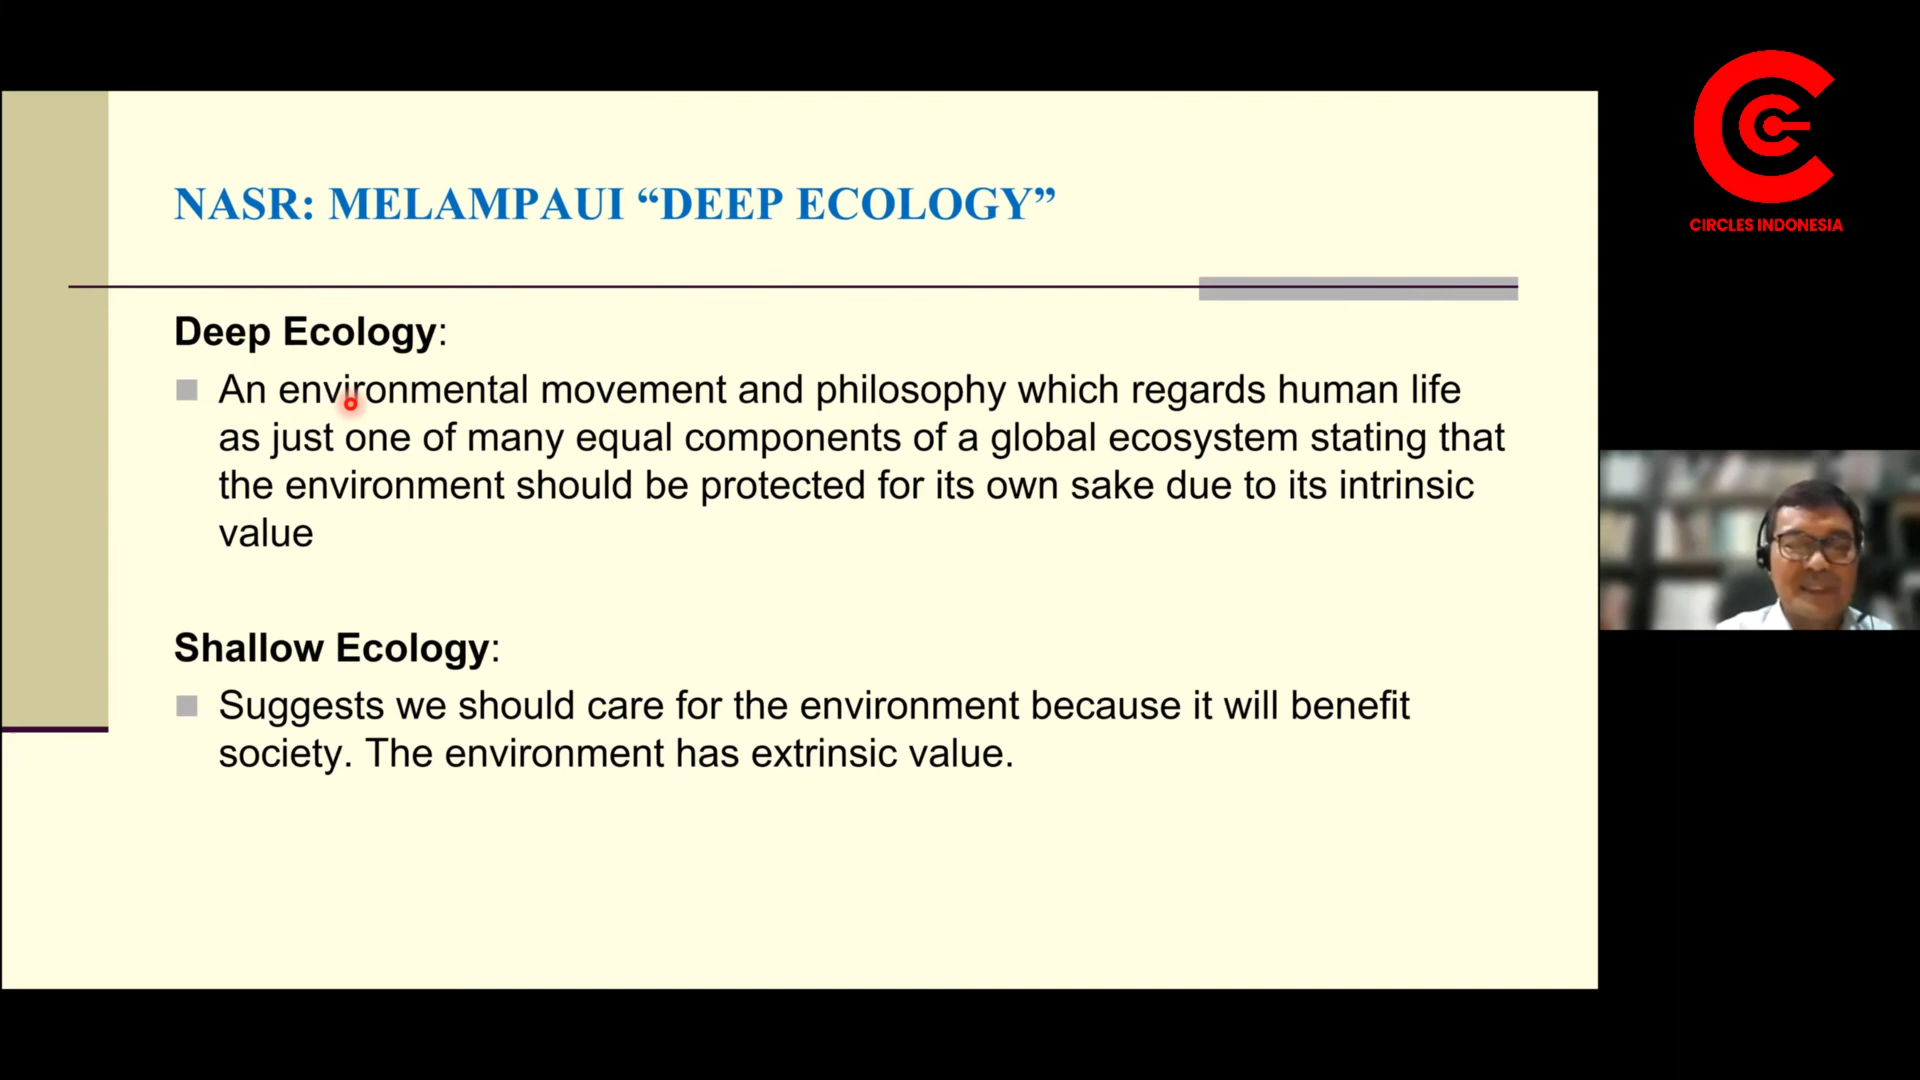 NASR: MELAMPAUI “DEEP ECOLOGY”
Deep Ecology:
An environmental movement and philosophy which regards human life
as just one of many equal components of a global ecosystem stating that
the environment should be protected for its own sake due to its intrinsic
value
Shallow Ecology:
Suggests we should care for the environment because it will benefit
society. The environment has extrinsic value.
CIRCLES INDONESIA